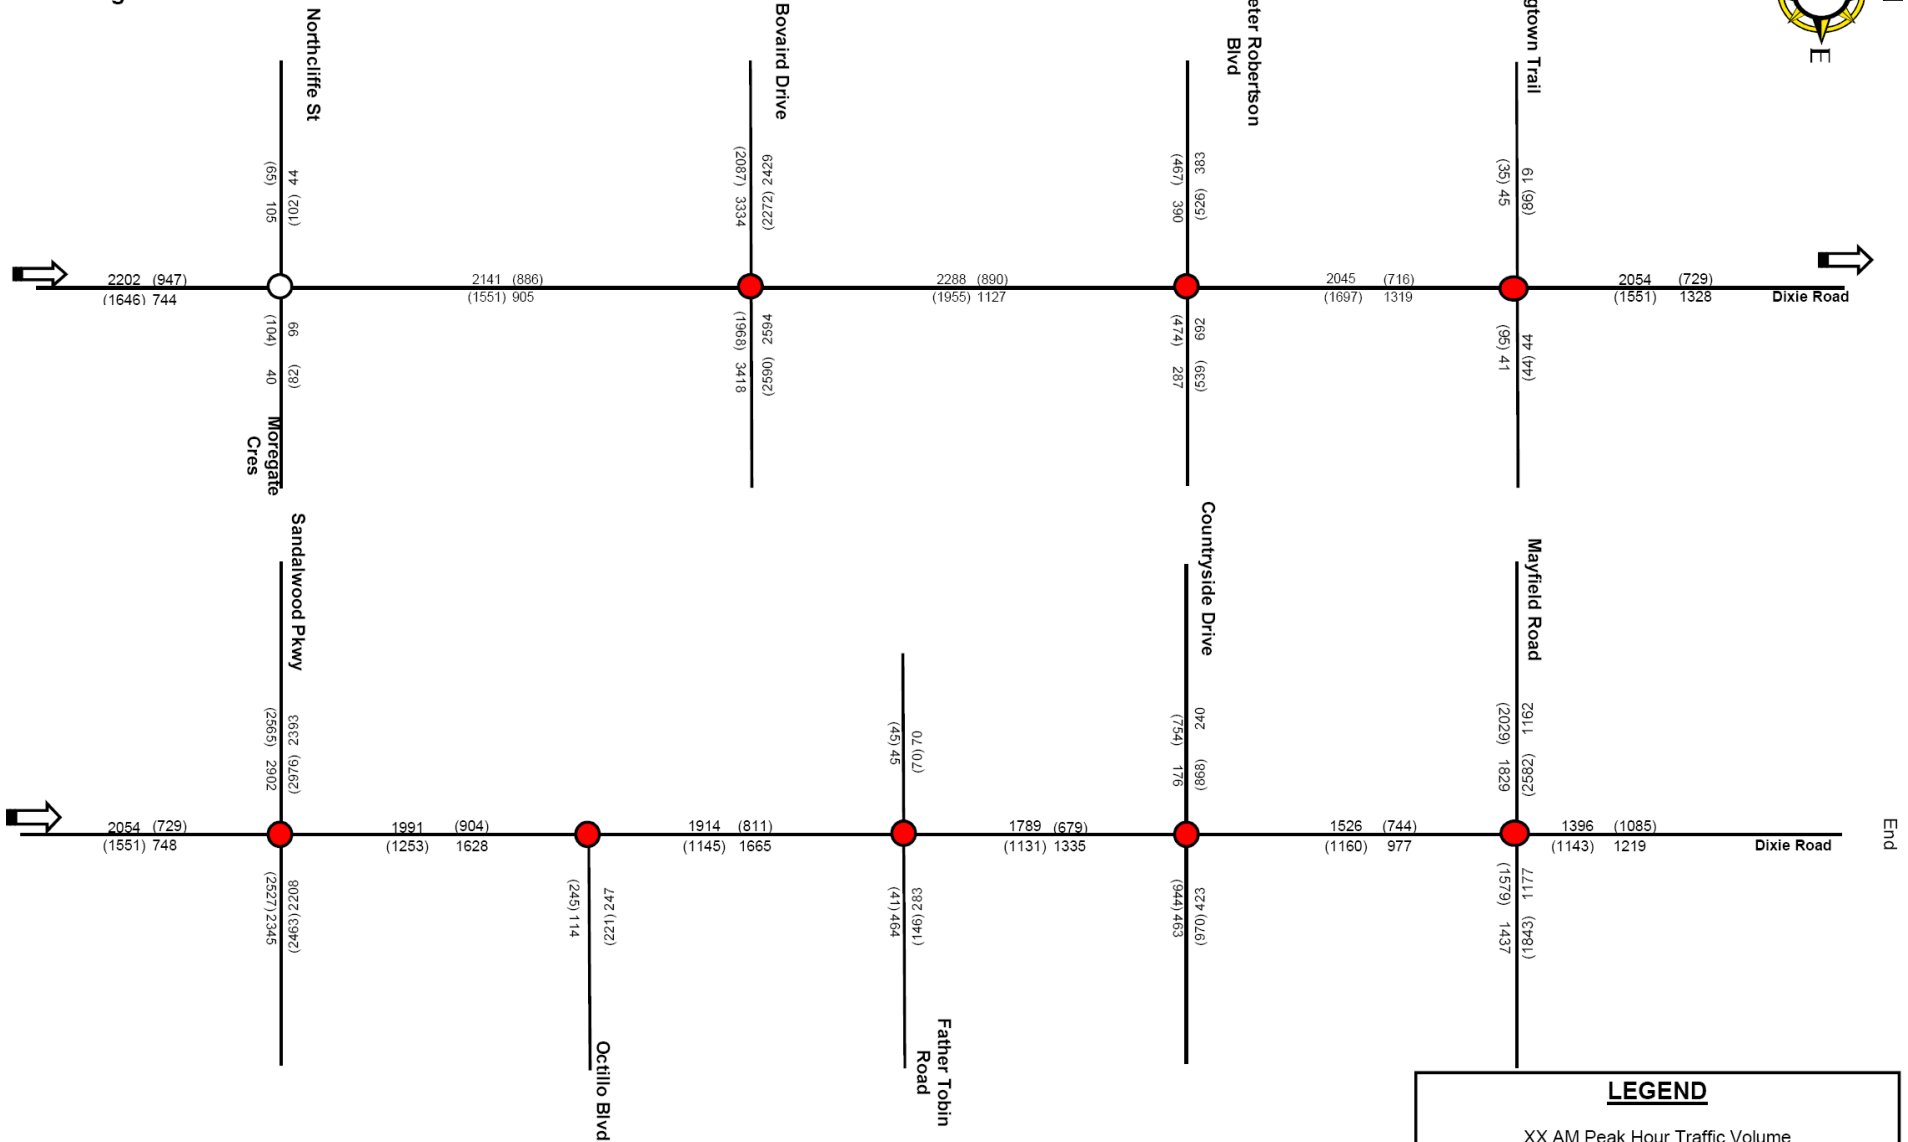 Northcliffe St
Bovaird Drive
eter Robertson
Blvd
gtown Trail
E
44 (102)
(65) 105
2429 (2272)
(2087) 3334
383 (526)
(467) 390
19 (98)
(35) 45
2202 (947)
(1646) 744
2141 (886)
(1551) 905
2288 (890)
(1955) 1127
2045 (716)
(1697) 1319
2054 (729)
(1551) 1328
Dixie Road
99 (82)
(104) 40
2594 (2590)
(1968) 3418
692 (539)
(474) 287
44 (44)
(95) 41
Moregate
Cres
Sandalwood Pkwy
Countryside Drive
Mayfield Road
2393 (2976)
(2565) 2902
70 (70)
(45) 45
240 (898)
(754) 176
1162 (2582)
(2029) 1829
2054 (729)
(1551) 748
1991 (904)
(1253) 1628
1914 (811)
(1145) 1665
1789 (679)
(1131) 1335
1526 (744)
(1160) 977
1396 (1085)
(1143) 1219
Dixie Road
End
2208 (2463)
(2527) 2345
247 (221)
(245) 114
283 (146)
(41) 464
423 (970)
(944) 463
1177 (1843)
(1579) 1437
Octillo Blvd
Father Tobin
Road
LEGEND
XX AM Peak Hour Traffic Volume